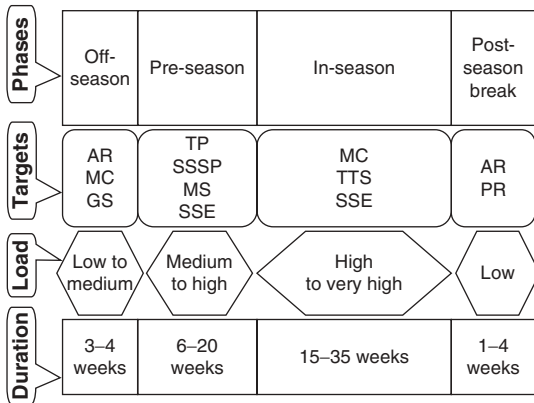 Phases
Off-
season
Pre-season
In-season
Post-
season
break
Targets
AR
MC
GS
TP
SSSP
MS
SSE
MC
TTS
SSE
AR
PR
Load
Low to
medium
Medium
to high
High
to very high
Low
Duration
3–4
weeks
6–20
weeks
15–35 weeks
1–4
weeks